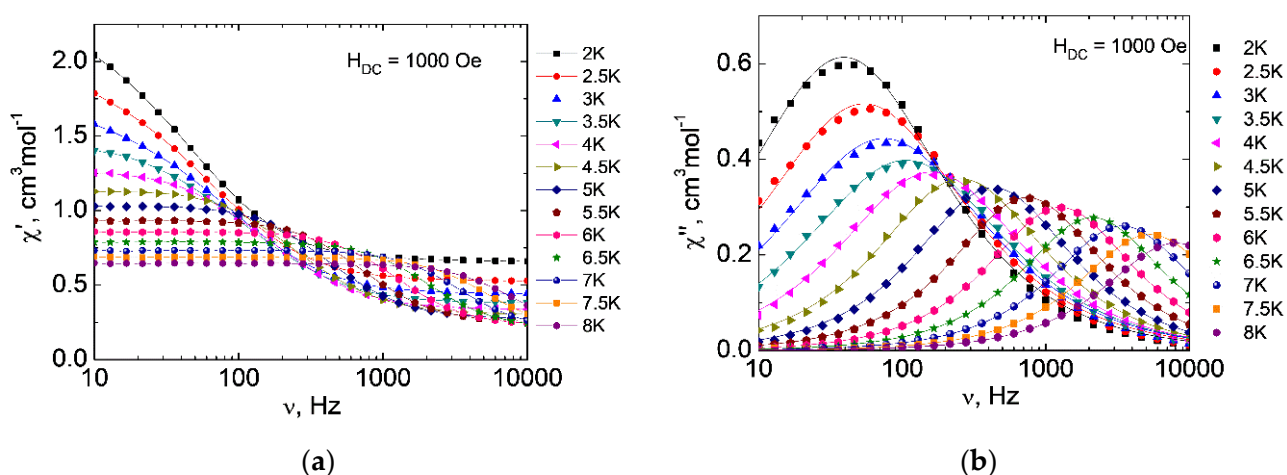 H_DC = 1000 Oe
χ′, cm³mol⁻¹
2.0
1.5
1.0
0.5
0.0
10
100
1000
10000
ν, Hz
2K
2.5K
3K
3.5K
4K
4.5K
5K
5.5K
6K
6.5K
7K
7.5K
8K
(a)
H_DC = 1000 Oe
χ′′, cm³mol⁻¹
0.6
0.4
0.2
0.0
10
100
1000
10000
ν, Hz
2K
2.5K
3K
3.5K
4K
4.5K
5K
5.5K
6K
6.5K
7K
7.5K
8K
(b)